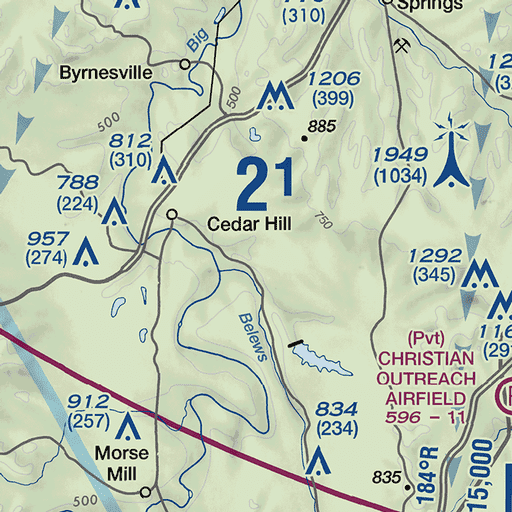 Springs
(310)
Big
Byrnesville
500
500
1206
(399)
885
812
(310)
21
1949
(1034)
788
(224)
750
Cedar Hill
957
(274)
1292
(345)
Belews
(Pvt)
CHRISTIAN
OUTREACH
AIRFIELD
596 - 11
912
(257)
834
(234)
Morse
Mill
500
835
184°R
15,000